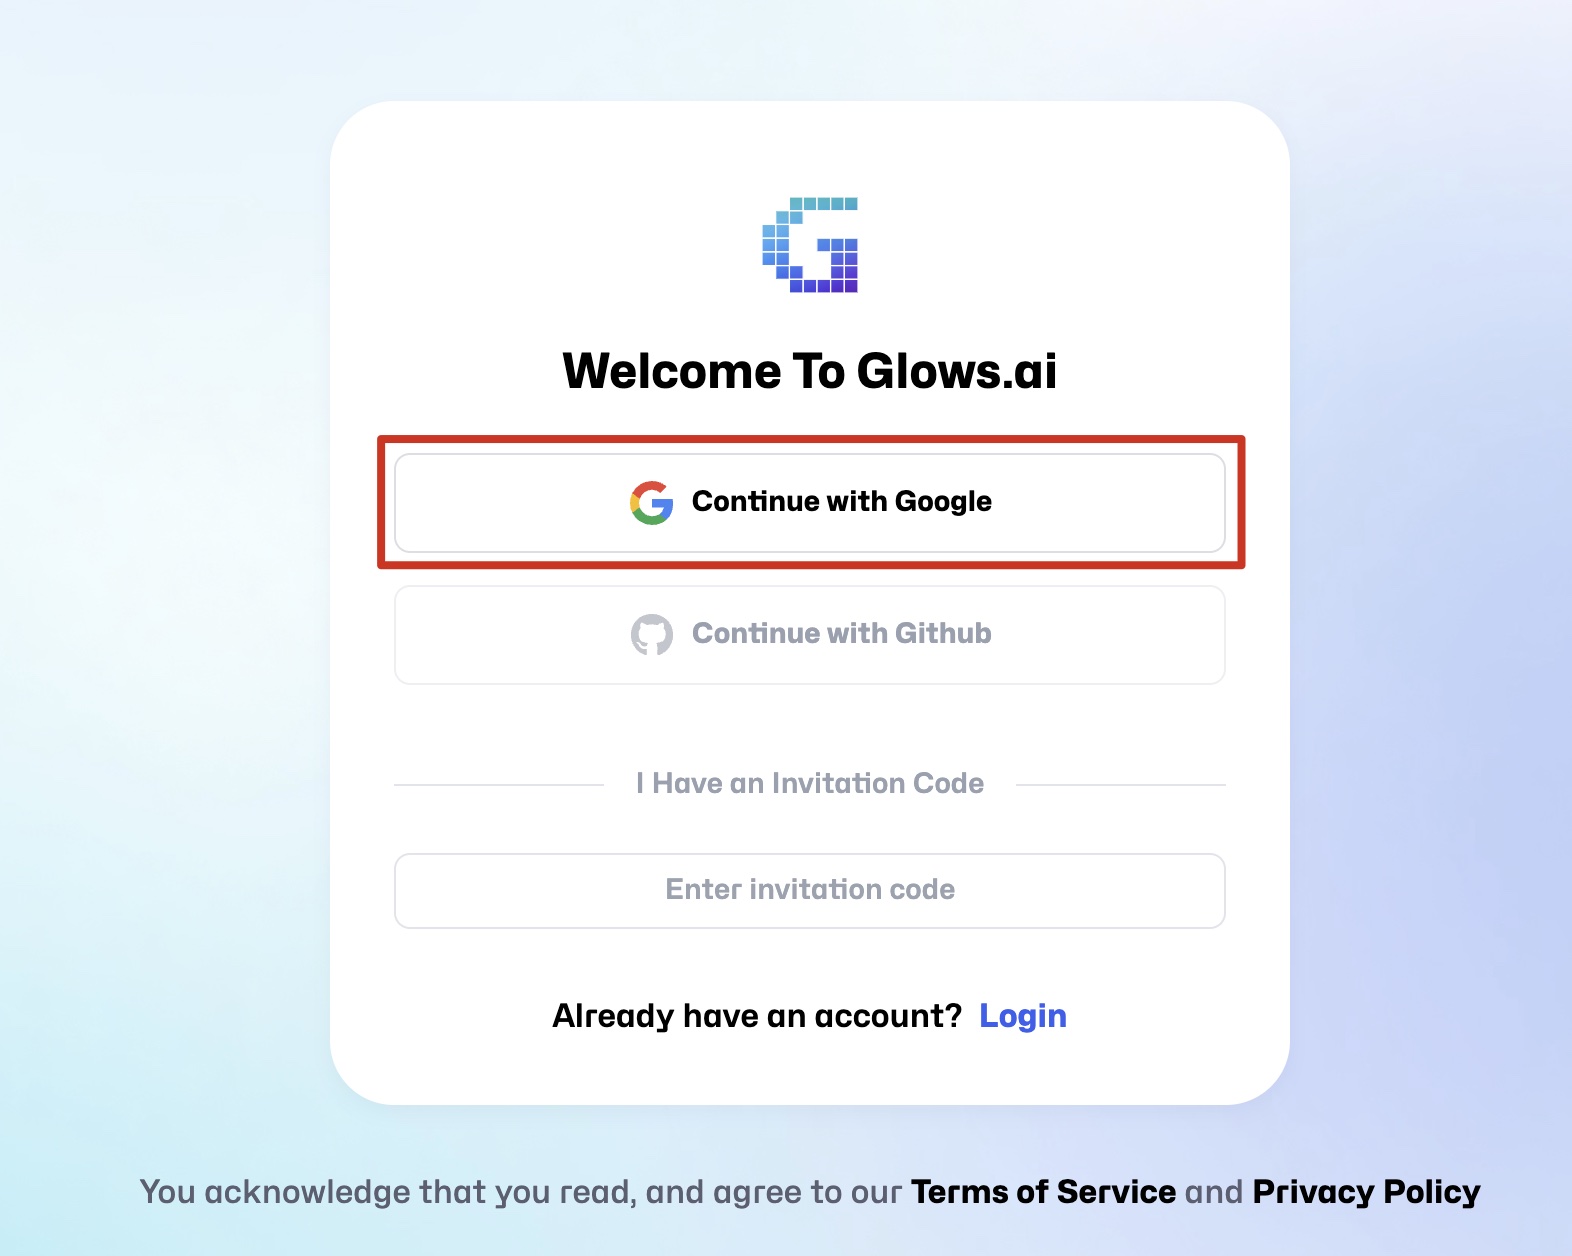 Welcome To Glows.ai
Continue with Google
Continue with Github
I Have an Invitation Code
Enter invitation code
Already have an account? Login
You acknowledge that you read, and agree to our Terms of Service and Privacy Policy